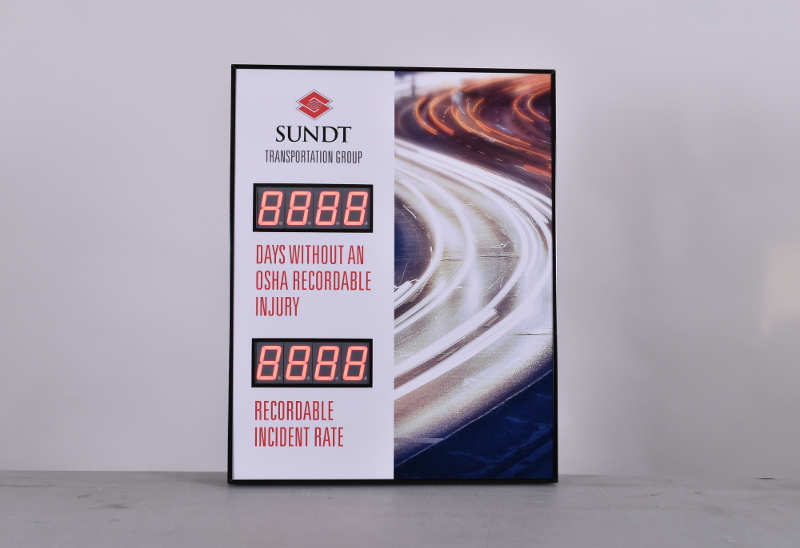 SUNDT
TRANSPORTATION GROUP
8888
DAYS WITHOUT AN
OSHA RECORDABLE
INJURY
8888
RECORDABLE
INCIDENT RATE